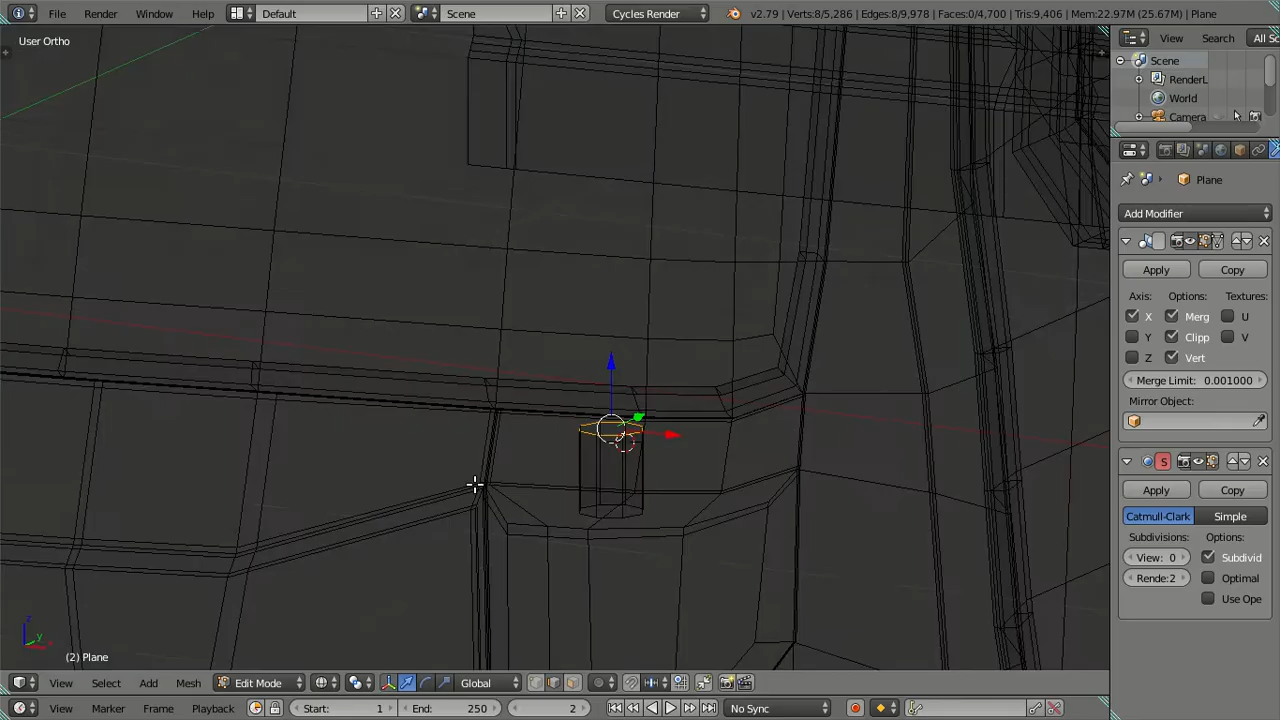 File Render Window Help Default Scene Cycles Render v2.79 | Verts:8/5,286 | Edges:8/9,978 | Faces:0/4,700 | Tris:9,406 | Mem:22.97M (25.67M) | Plane
User Ortho
View Search All Sc
Scene
RenderL
World
Camera
Plane
Add Modifier
Apply Copy
Axis: Options: Textures:
X Merg U
Y Clipp V
Z Vert
Merge Limit: 0.001000
Mirror Object:
S
Apply Copy
Catmull-Clark Simple
Subdivisions: Options:
View: 0 Subdivid
Rende:2 Optimal
Use Ope
z
y
x
(2) Plane
View Select Add Mesh Edit Mode Global
View Marker Frame Playback Start: 1 End: 250 2 No Sync